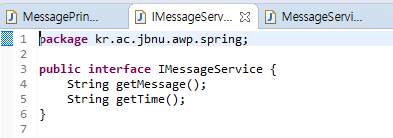 MessagePrin... IMessageServ... MessageServi...
1 package kr.ac.jbnu.awp.spring;
2
3 public interface IMessageService {
4 String getMessage();
5 String getTime();
6 }
7